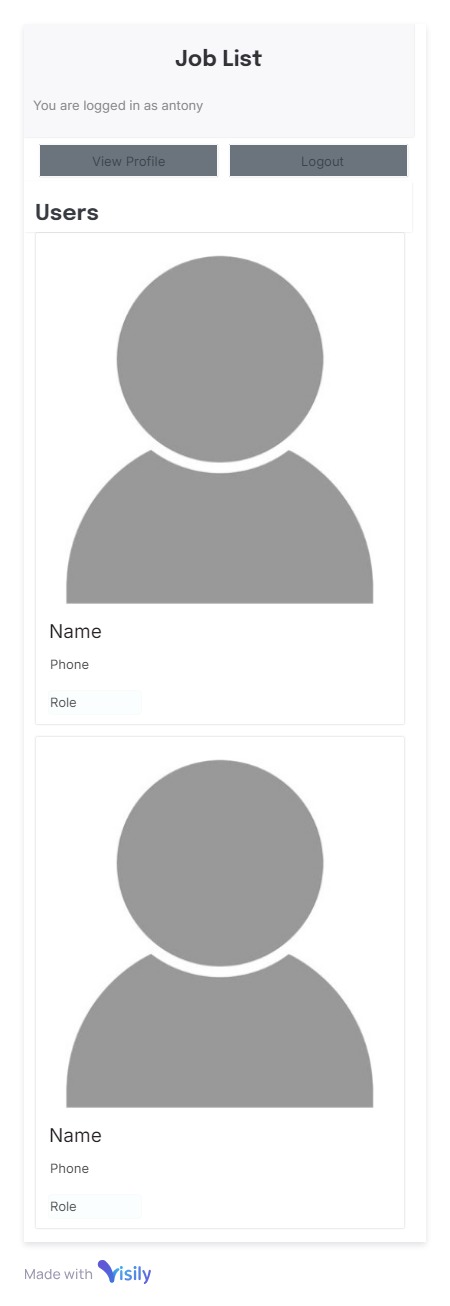 Job List
You are logged in as antony
View Profile
Logout
Users
Name
Phone
Role
Name
Phone
Role
Made with Visily